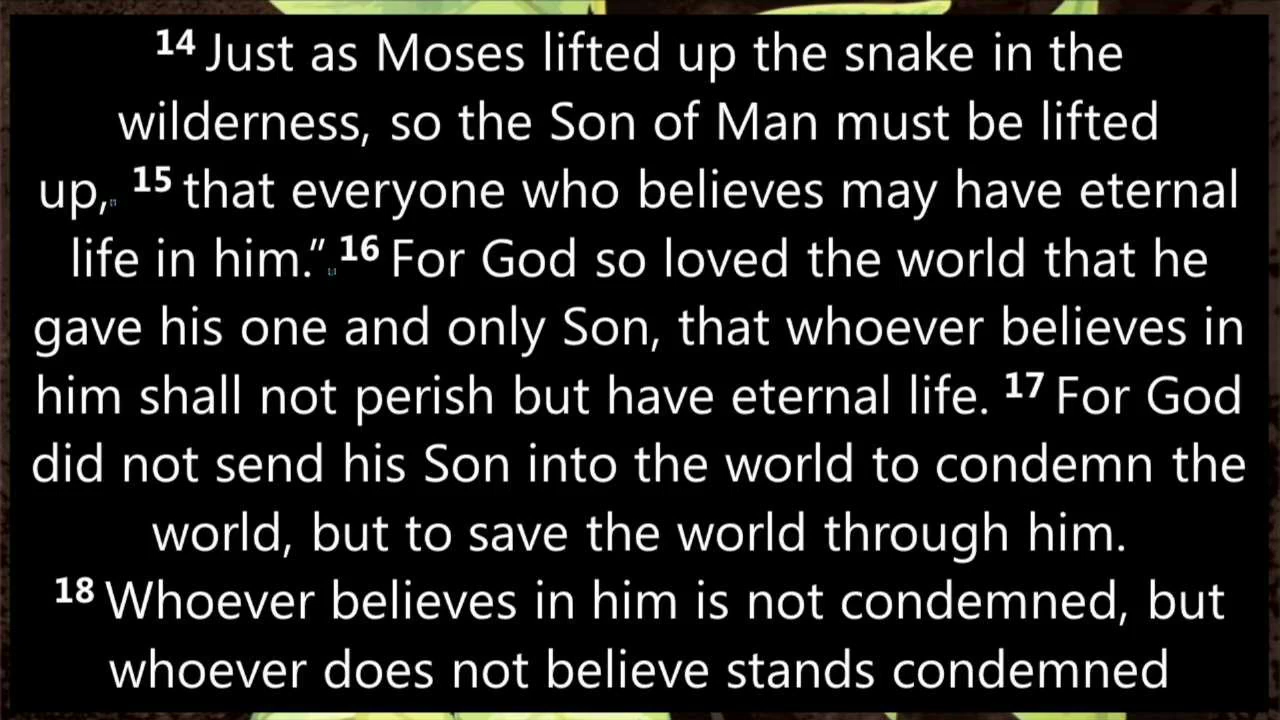 14 Just as Moses lifted up the snake in the
wilderness, so the Son of Man must be lifted
up, 15 that everyone who believes may have eternal
life in him.” 16 For God so loved the world that he
gave his one and only Son, that whoever believes in
him shall not perish but have eternal life. 17 For God
did not send his Son into the world to condemn the
world, but to save the world through him.
18 Whoever believes in him is not condemned, but
whoever does not believe stands condemned